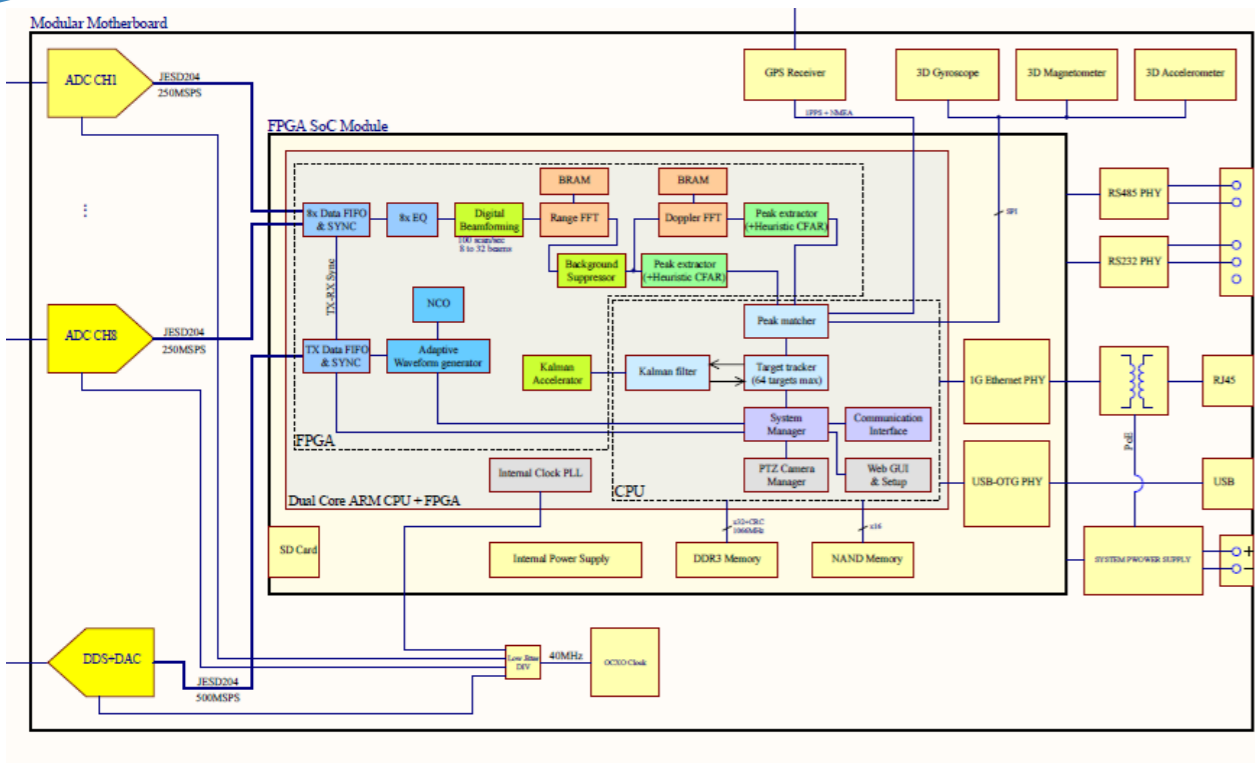 Modular Motherboard
ADC CH1
JESD204
250MSPS
GPS Receiver
3D Gyroscope
3D Magnetometer
3D Accelerometer
1PPS + NMEA
FPGA SoC Module
BRAM
BRAM
RS485 PHY
8x Data FIFO
& SYNC
8x EQ
Digital
Beamforming
100 scan/sec
8 to 32 beams
Range FFT
Doppler FFT
Peak extractor
(+Heuristic CFAR)
SPI
Background
Suppressor
Peak extractor
(+Heuristic CFAR)
RS232 PHY
TX-RX Sync
NCO
ADC CH8
JESD204
250MSPS
Peak matcher
TX Data FIFO
& SYNC
Adaptive
Waveform generator
Kalman
Accelerator
Kalman filter
Target tracker
(64 targets max)
1G Ethernet PHY
RJ45
System
Manager
Communication
Interface
FPGA
PoE
Internal Clock PLL
PTZ Camera
Manager
Web GUI
& Setup
USB-OTG PHY
USB
CPU
Dual Core ARM CPU + FPGA
x32+CRC
1066MHz
x16
SD Card
Internal Power Supply
DDR3 Memory
NAND Memory
SYSTEM PWOWER SUPPLY
+
−
DDS+DAC
JESD204
500MSPS
Low Jitter
DIV
40MHz
OCXO Clock